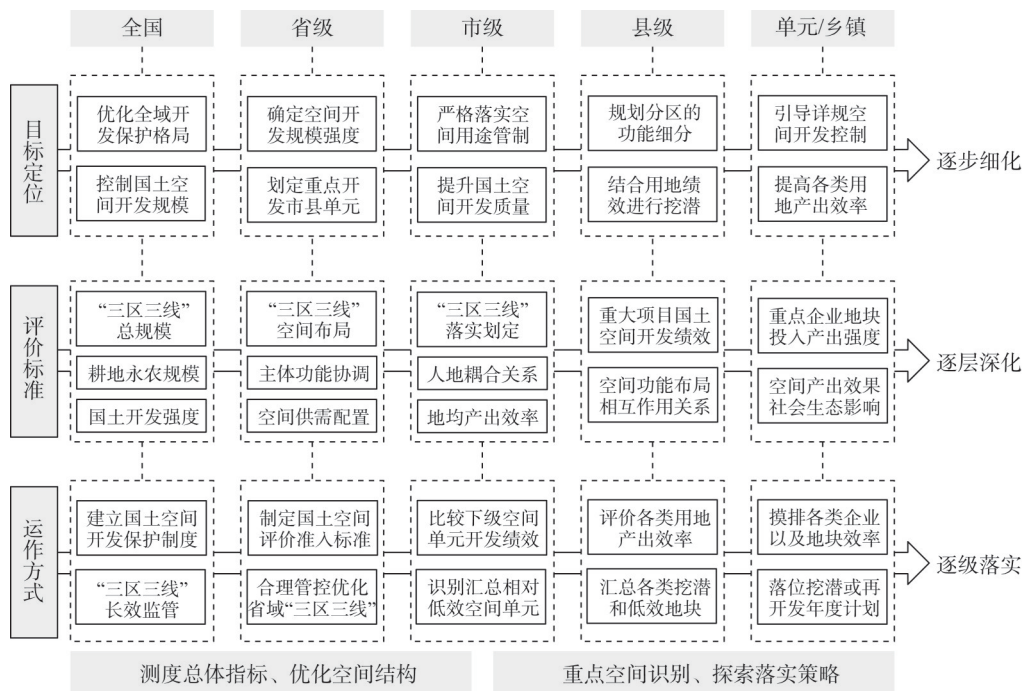 全国
省级
市级
县级
单元/乡镇
目标定位
优化全域开
发保护格局
控制国土空
间开发规模
确定空间开
发规模强度
划定重点开
发市县单元
严格落实空
间用途管制
提升国土空
间开发质量
规划分区的
功能细分
结合用地绩
效进行挖潜
引导详规空
间开发控制
提高各类用
地产出效率
逐步细化
评价标准
“三区三线”
总规模
耕地永农规模
国土开发强度
“三区三线”
空间布局
主体功能协调
空间供需配置
“三区三线”
落实划定
人地耦合关系
地均产出效率
重大项目国土
空间开发绩效
空间功能布局
相互作用关系
重点企业地块
投入产出强度
空间产出效果
社会生态影响
逐层深化
运作方式
建立国土空间
开发保护制度
“三区三线”
长效监管
制定国土空间
评价准入标准
合理管控优化
省域“三区三线”
比较下级空间
单元开发绩效
识别汇总相对
低效空间单元
评价各类用地
产出效率
汇总各类挖潜
和低效地块
摸排各类企业
以及地块效率
落位挖潜或再
开发年度计划
逐级落实
测度总体指标、优化空间结构
重点空间识别、探索落实策略